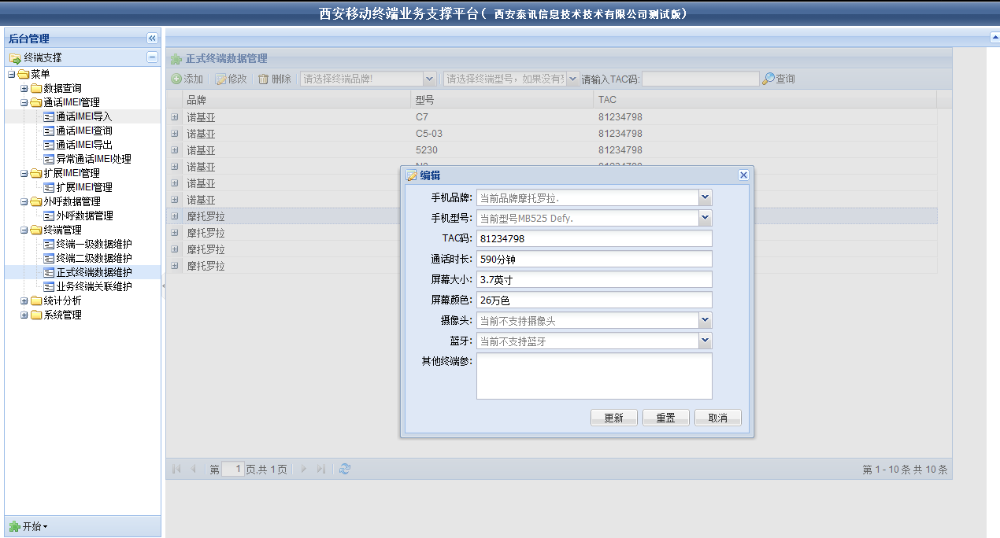 西安移动终端业务支撑平台( 西安秦讯信息技术技术有限公司测试版)
后台管理
终端支撑
菜单
数据查询
通话IMEI管理
通话IMEI导入
通话IMEI查询
通话IMEI导出
异常通话IMEI处理
扩展IMEI管理
扩展IMEI管理
外呼数据管理
外呼数据管理
终端管理
终端一级数据维护
终端二级数据维护
正式终端数据维护
业务终端关联维护
统计分析
系统管理
开始
正式终端数据管理
添加 修改 删除 请选择终端品牌! 请选择终端型号，如果没有 请输入TAC码: 查询
品牌 型号 TAC
诺基亚 C7 81234798
诺基亚 C5-03 81234798
诺基亚 5230 81234798
诺基亚
诺基亚
诺基亚
摩托罗拉
摩托罗拉
摩托罗拉
摩托罗拉
编辑
手机品牌: 当前品牌摩托罗拉.
手机型号: 当前型号MB525 Defy.
TAC码: 81234798
通话时长: 590分钟
屏幕大小: 3.7英寸
屏幕颜色: 26万色
摄像头: 当前不支持摄像头
蓝牙: 当前不支持蓝牙
其他终端参:
更新 重置 取消
第 1 页,共 1 页
第 1 - 10 条 共 10 条